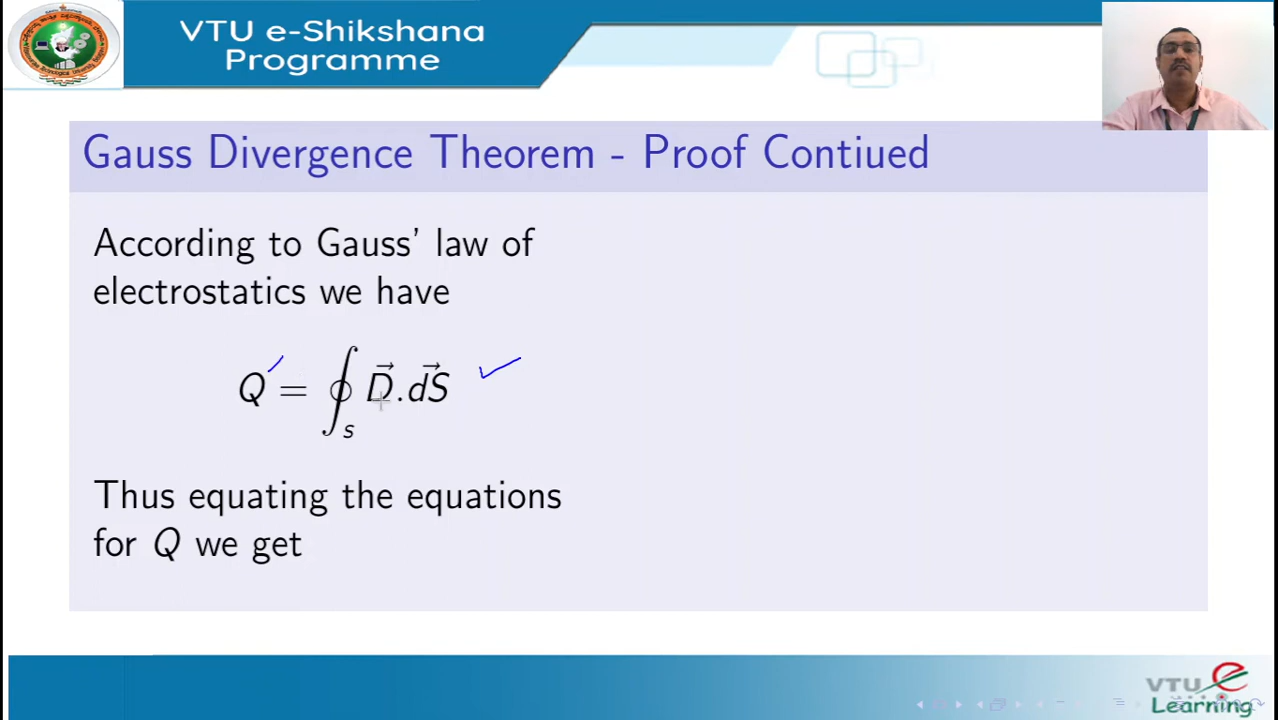 VTU e-Shikshana
Programme
Gauss Divergence Theorem - Proof Contiued
According to Gauss' law of
electrostatics we have
Q = ∮_S D⃗.dS⃗
Thus equating the equations
for Q we get
VTU e
Learning